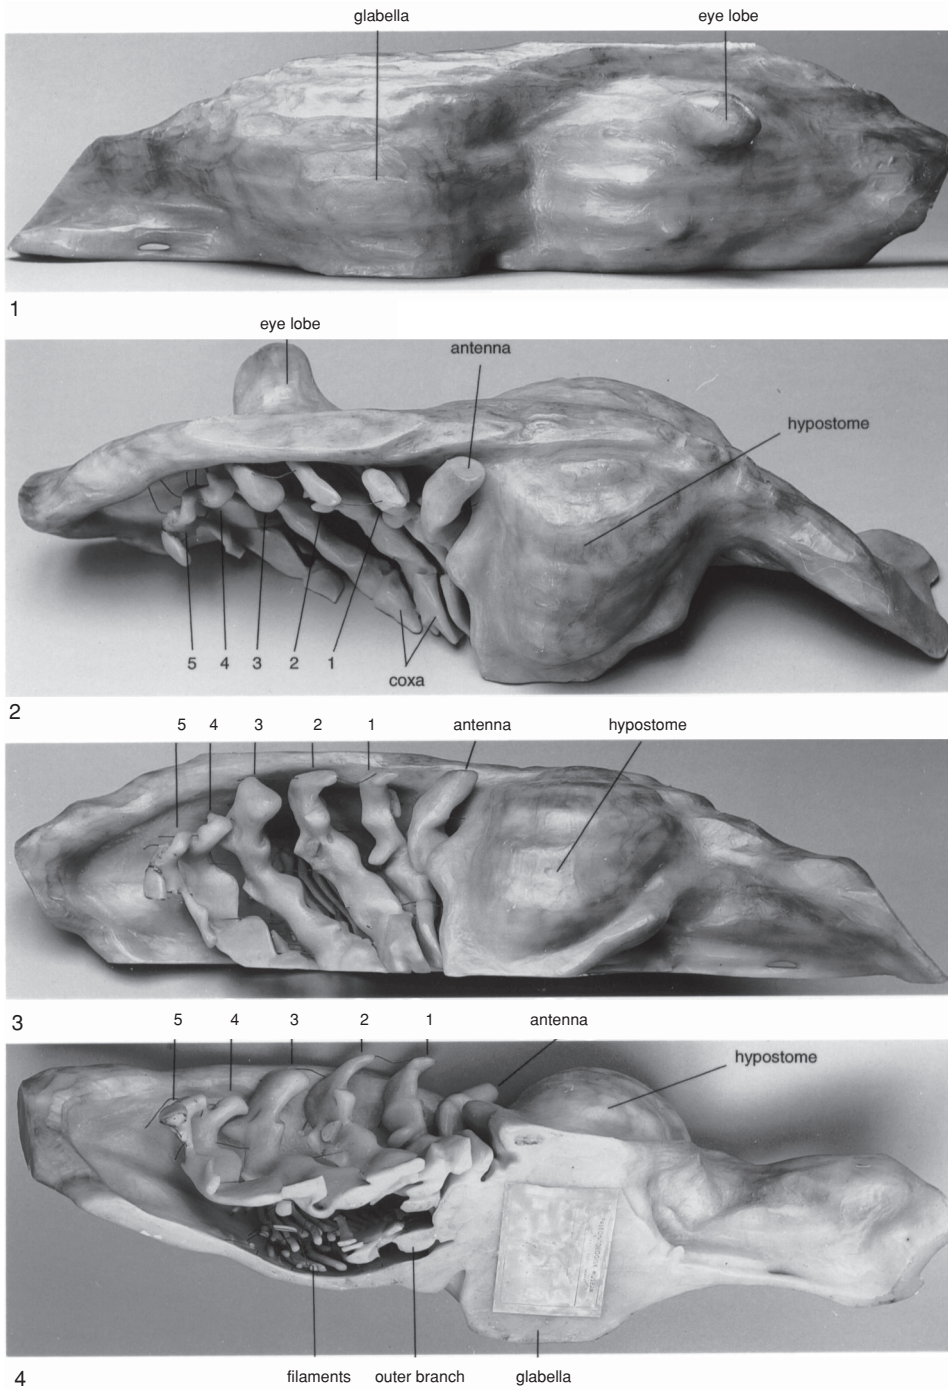 glabella eye lobe
1
eye lobe
antenna
hypostome
5 4 3 2 1
coxa
2
5 4 3 2 1 antenna hypostome
3
5 4 3 2 1 antenna
hypostome
filaments outer branch glabella
4